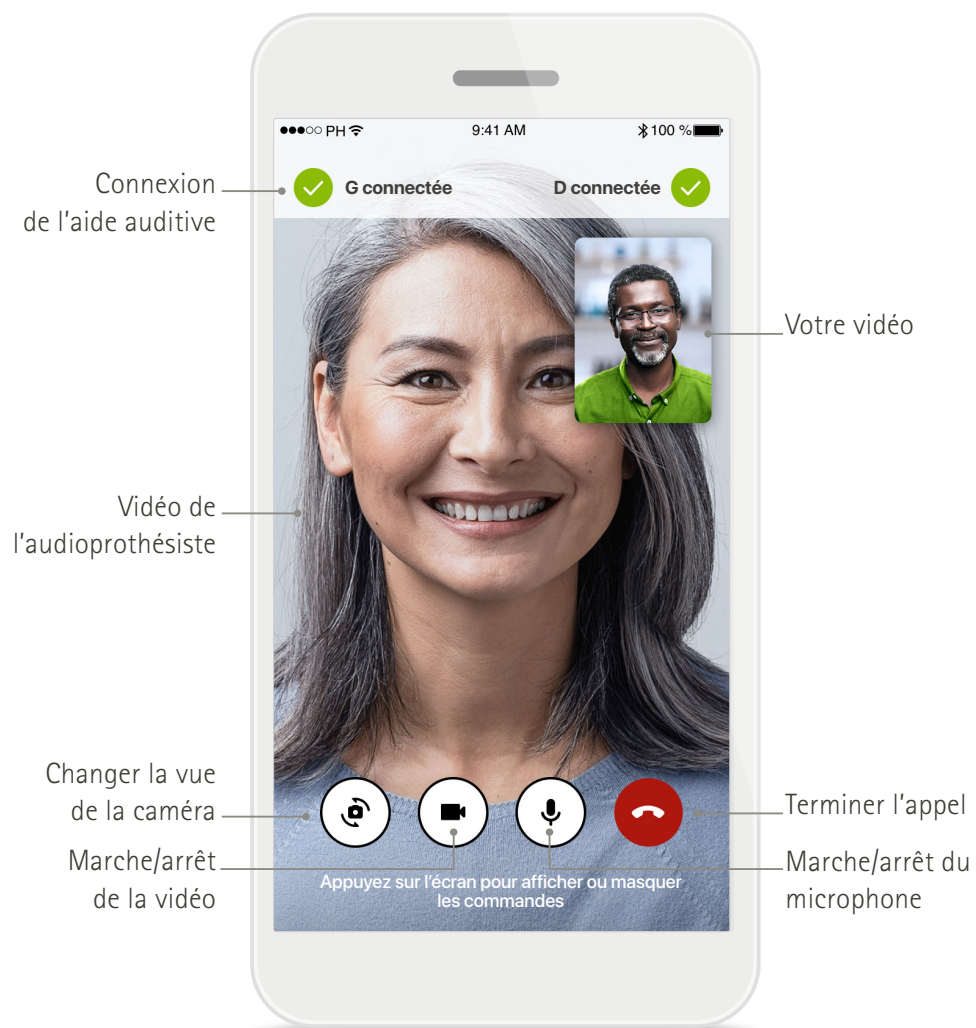 PH
9:41 AM
100 %
G connectée
D connectée
Connexion
de l'aide auditive
Votre vidéo
Vidéo de
l'audioprothésiste
Changer la vue
de la caméra
Terminer l'appel
Marche/arrêt
de la vidéo
Marche/arrêt du
microphone
Appuyez sur l'écran pour afficher ou masquer
les commandes